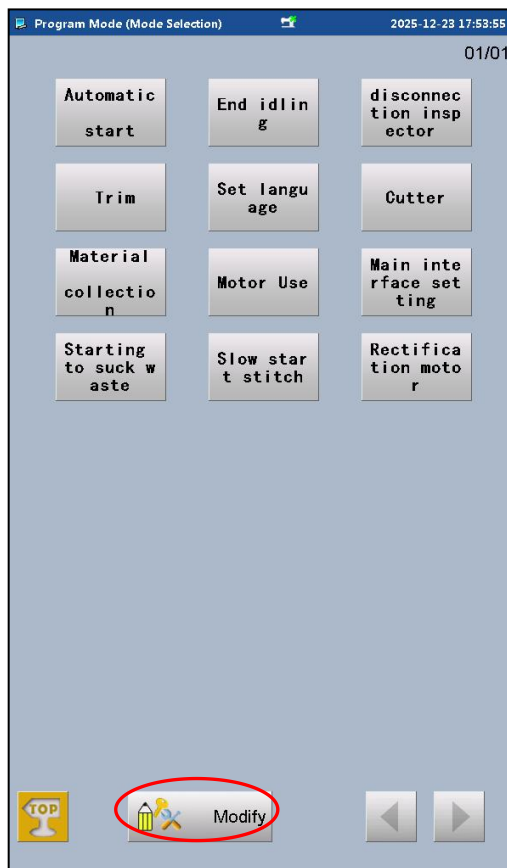 Program Mode (Mode Selection) 2025-12-23 17:53:55
01/01
Automatic
start
End idlin
g
disconnec
tion insp
ector
Trim
Set langu
age
Cutter
Material
collectio
n
Motor Use
Main inte
rface set
ting
Starting
to suck w
aste
Slow star
t stitch
Rectifica
tion moto
r
TOP
Modify